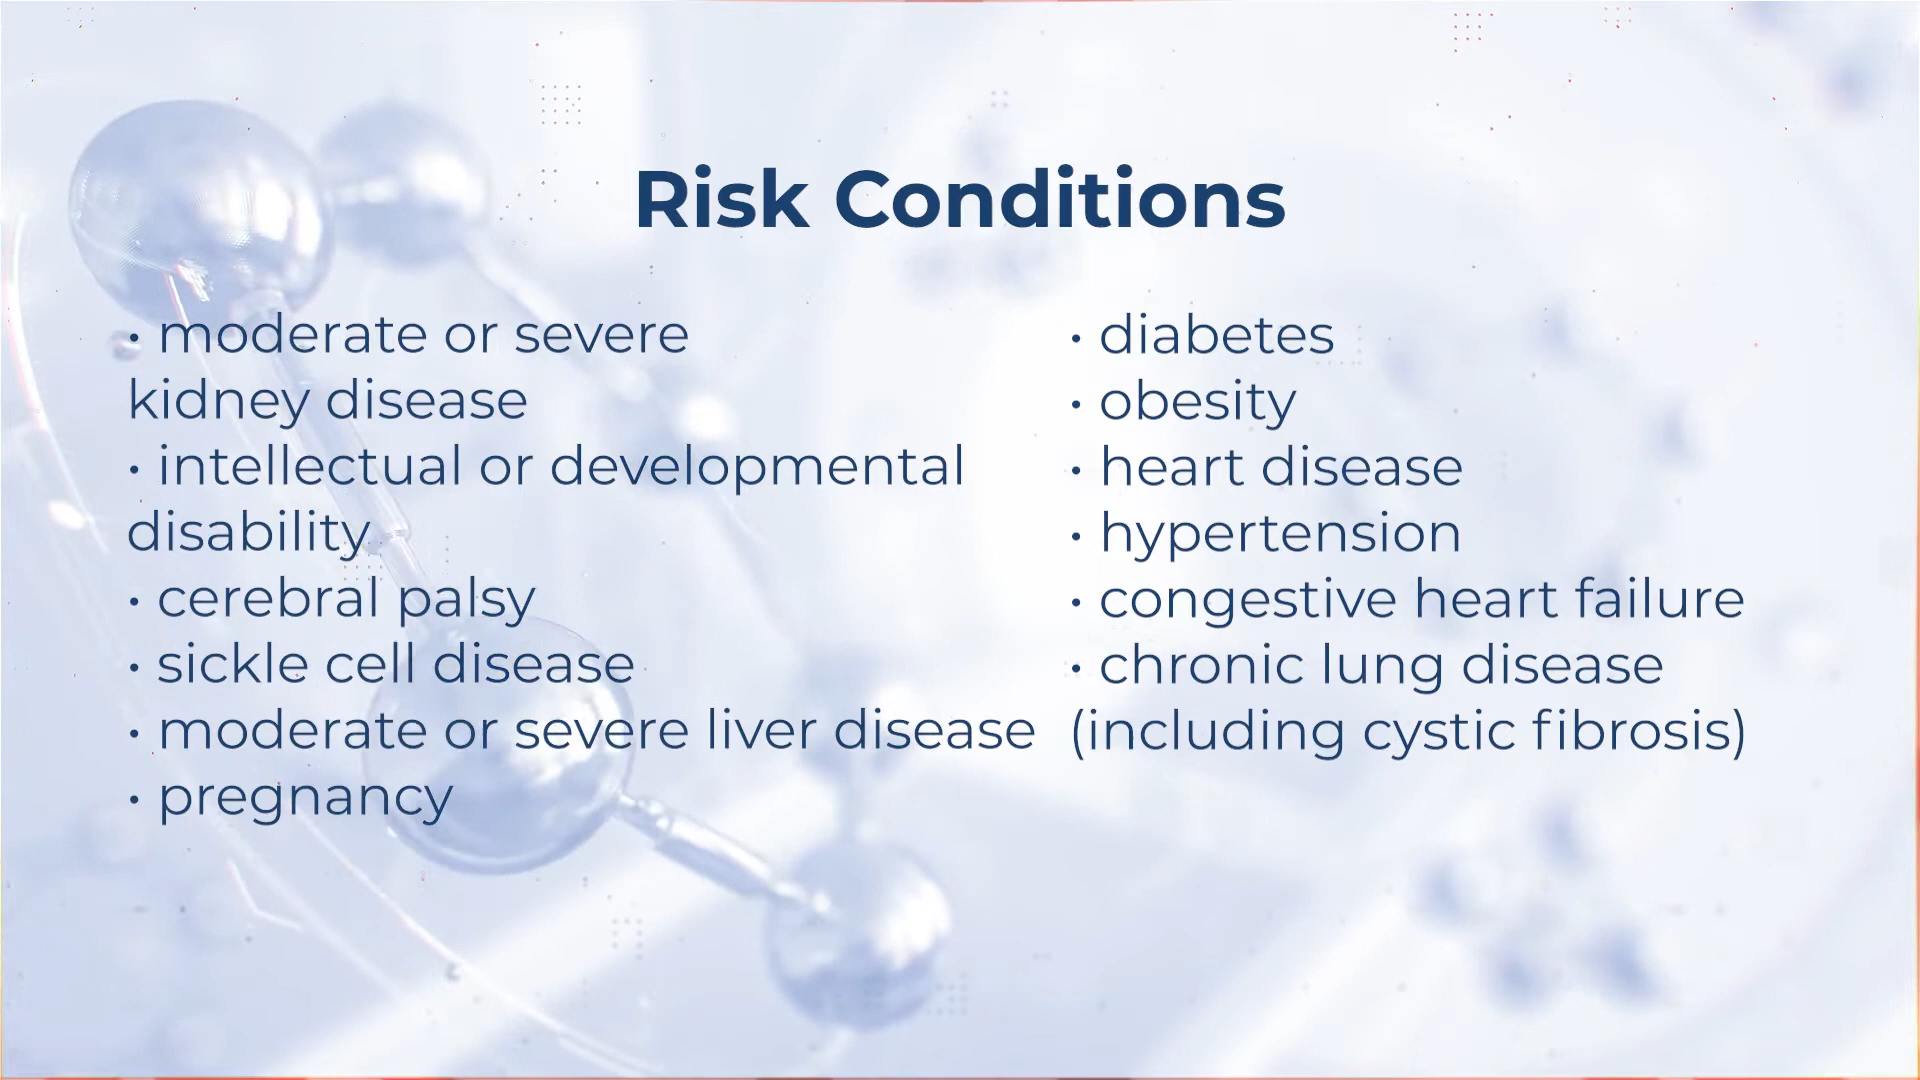 Risk Conditions
• moderate or severe
kidney disease
• intellectual or developmental
disability
• cerebral palsy
• sickle cell disease
• moderate or severe liver disease
• pregnancy
• diabetes
• obesity
• heart disease
• hypertension
• congestive heart failure
• chronic lung disease
(including cystic fibrosis)